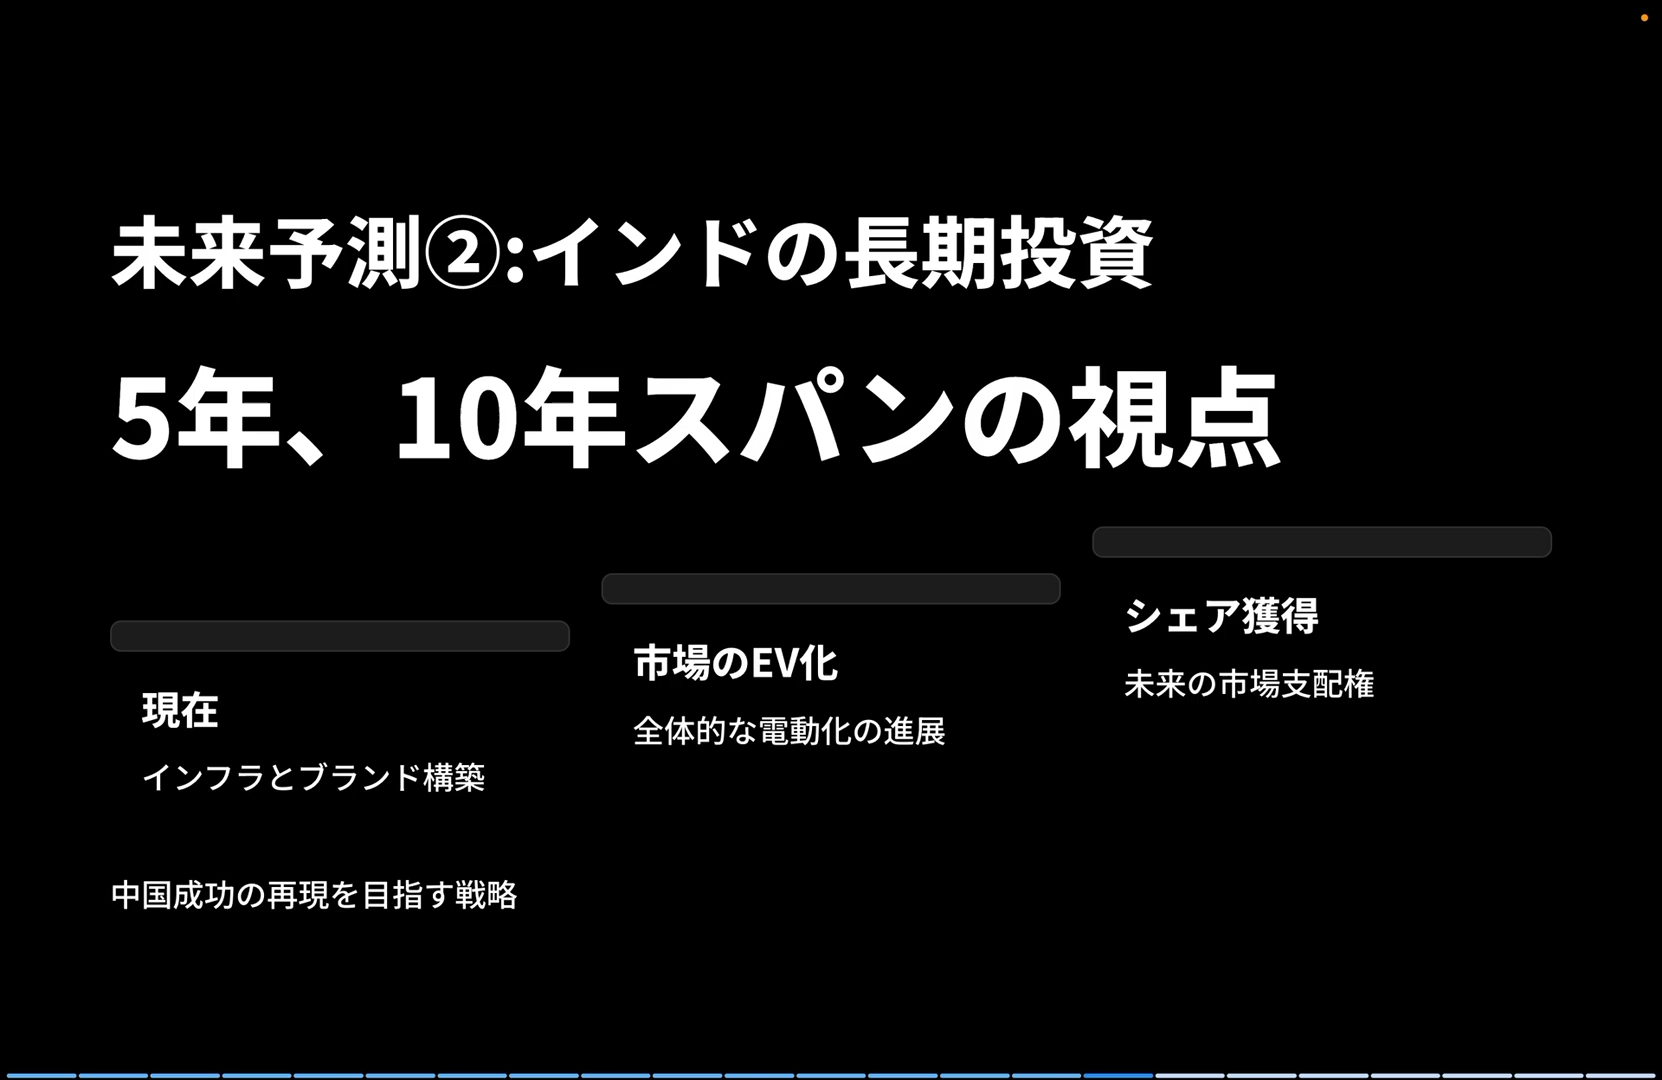 未来予測②:インドの長期投資
5年、10年スパンの視点
現在
インフラとブランド構築
市場のEV化
全体的な電動化の進展
シェア獲得
未来の市場支配権
中国成功の再現を目指す戦略